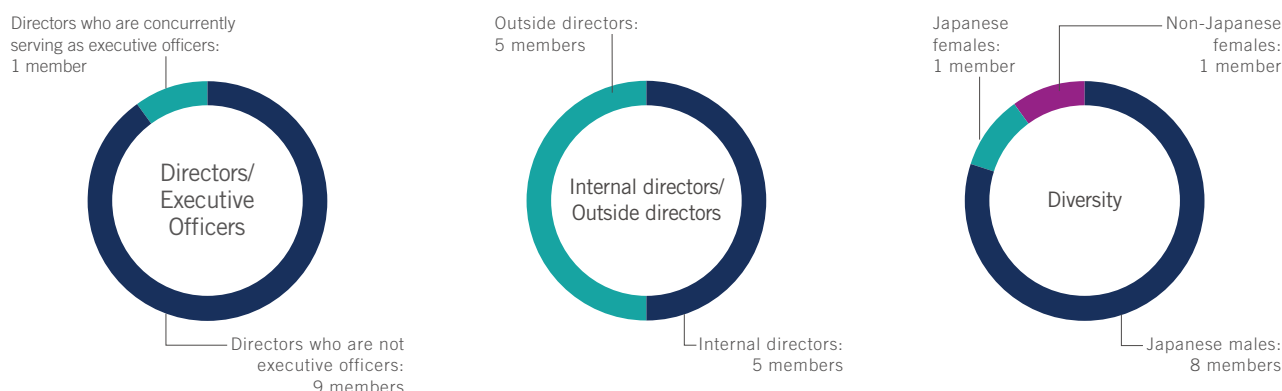 Directors who are concurrently
serving as executive officers:
1 member
Directors/
Executive
Officers
Directors who are not
executive officers:
9 members
Outside directors:
5 members
Internal directors/
Outside directors
Internal directors:
5 members
Japanese
females:
1 member
Non-Japanese
females:
1 member
Diversity
Japanese males:
8 members